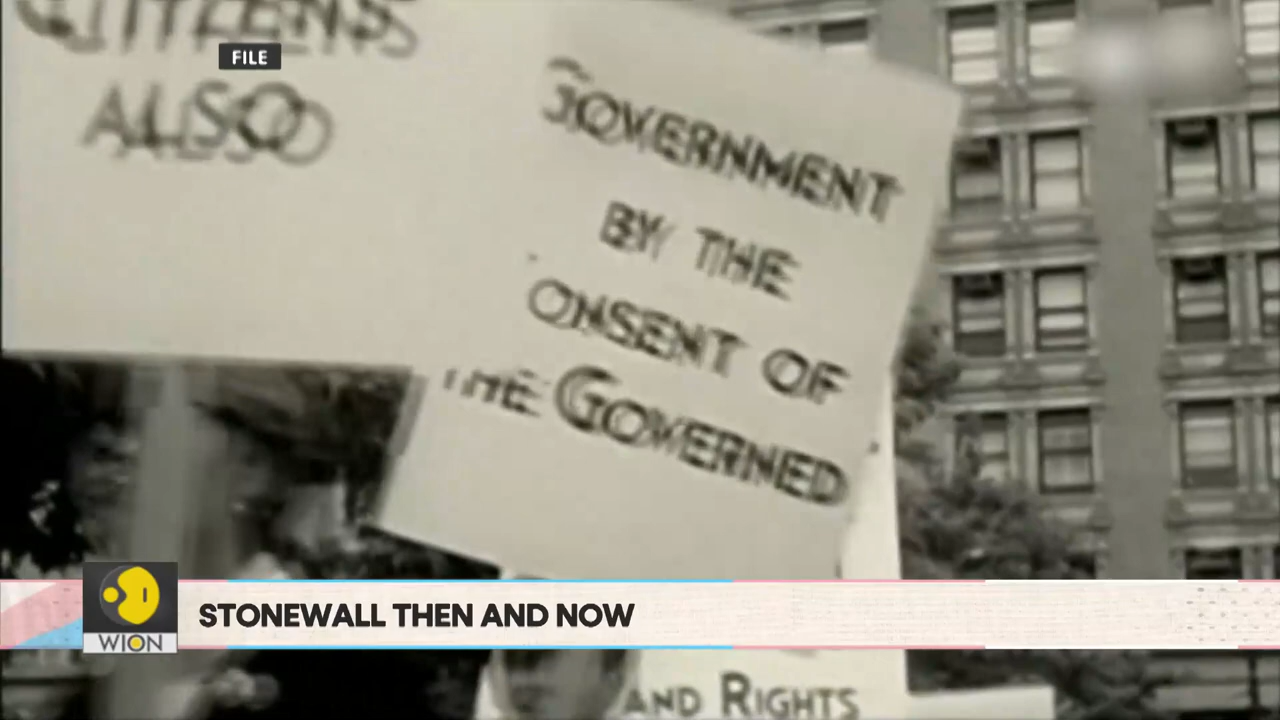 CITIZENS
ALSO
FILE
GOVERNMENT
BY THE
CONSENT OF
THE GOVERNED
STONEWALL THEN AND NOW
WION
AND RIGHTS